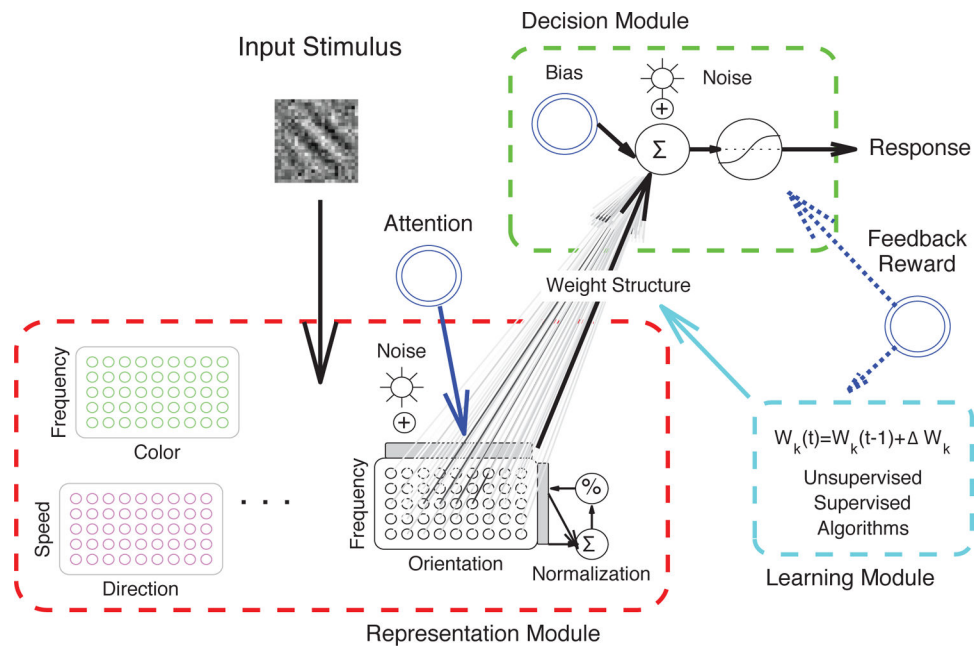 Decision Module
Input Stimulus
Bias
Noise
+
Σ
Response
Attention
Feedback
Reward
Weight Structure
Frequency
Color
Noise
+
W_k(t)=W_k(t-1)+Δ W_k
Unsupervised
Supervised
Algorithms
Speed
Direction
. . .
Frequency
Orientation
%
Σ
Normalization
Learning Module
Representation Module